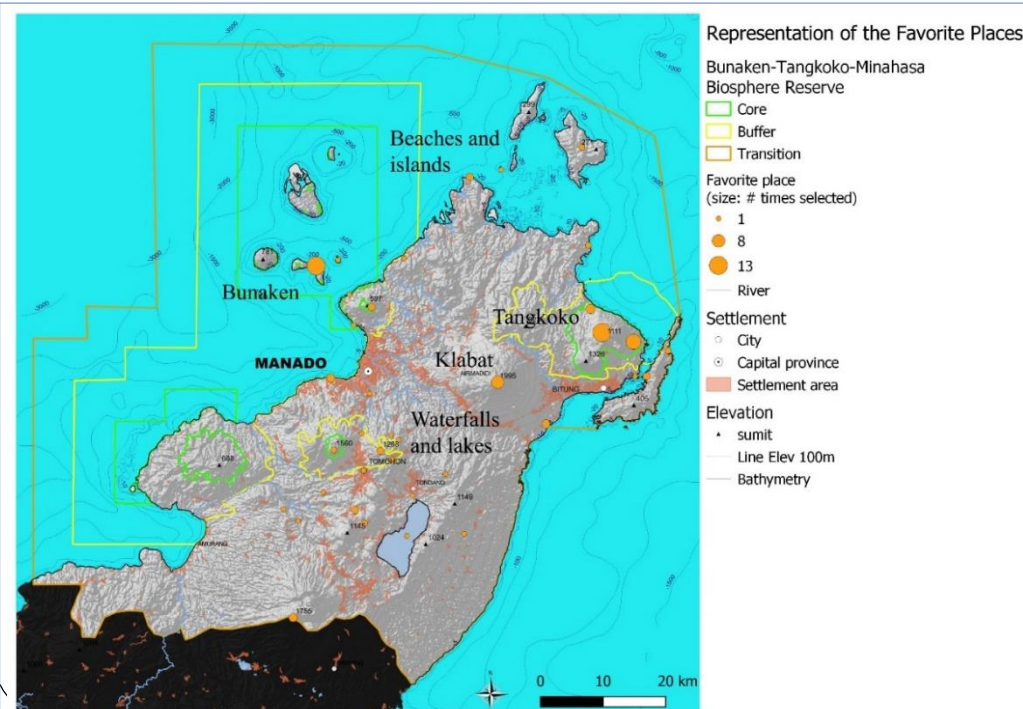 Representation of the Favorite Places
Bunaken-Tangkoko-Minahasa
Biosphere Reserve
Core
Buffer
Transition
Favorite place
(size: # times selected)
1
8
13
River
Settlement
City
Capital province
Settlement area
Elevation
sumit
Line Elev 100m
Bathymetry
Beaches and
islands
Bunaken
Tangkoko
1111
1326
MANADO
Klabat
AIRMADIDI
1995
BITUNG
405
Waterfalls
and lakes
TOMOHON
TONDANO
1149
1145
1024
AMURANG
1755
0 10 20 km